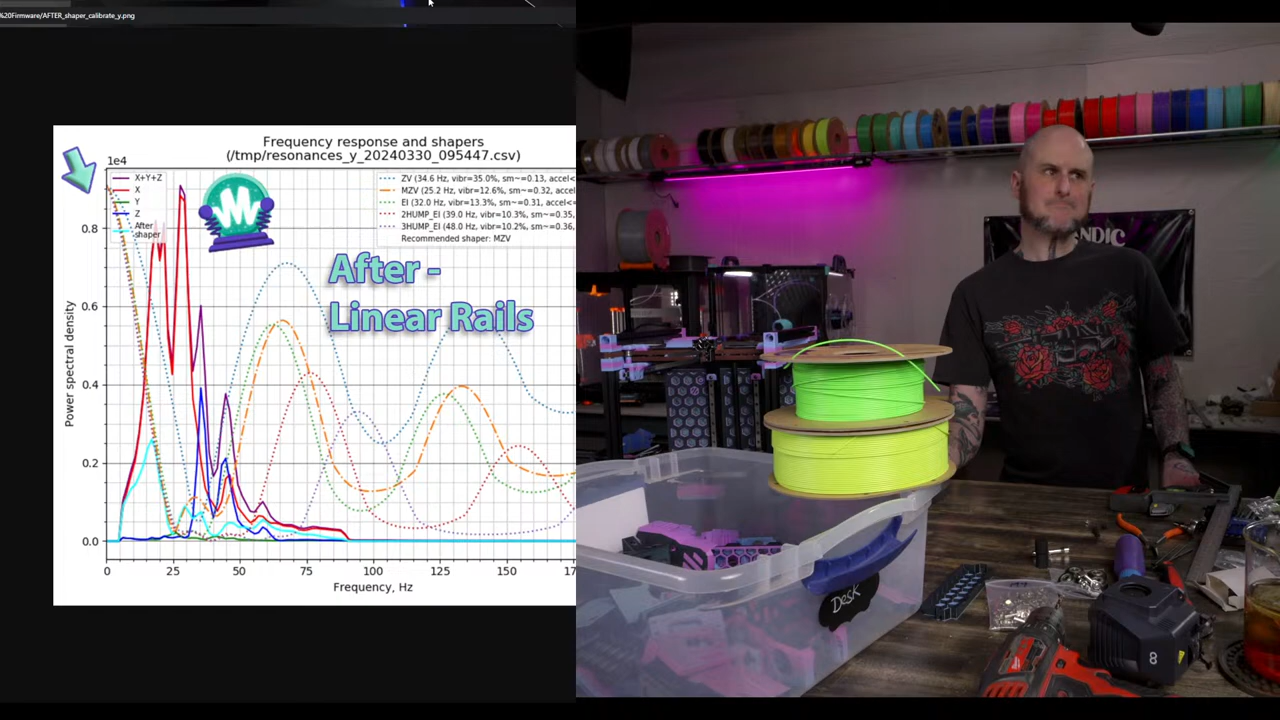 %20Firmware/AFTER_shaper_calibrate_y.png
Frequency response and shapers
(/tmp/resonances_y_20240330_095447.csv)
1e4
X+Y+Z
X
Y
Z
After
shaper
ZV (34.6 Hz, vibr=35.0%, sm~=0.13, accel<
MZV (25.2 Hz, vibr=12.6%, sm~=0.32, accel<
EI (32.0 Hz, vibr=13.3%, sm~=0.31, accel<=
2HUMP_EI (39.0 Hz, vibr=10.3%, sm~=0.35,
3HUMP_EI (48.0 Hz, vibr=10.2%, sm~=0.36,
Recommended shaper: MZV
After -
Linear Rails
0.8
0.6
0.4
0.2
0.0
Power spectral density
0
25
50
75
100
125
150
17
Frequency, Hz
NDIC
Desk
8